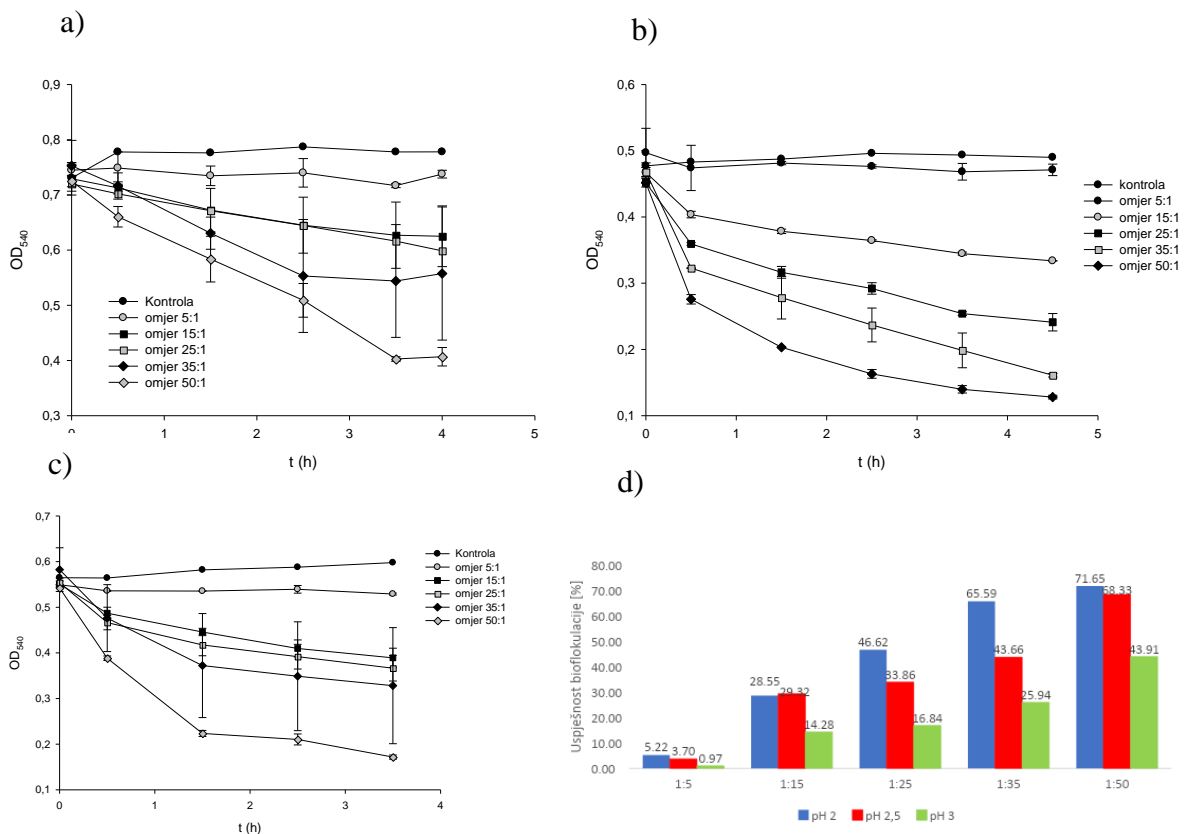 a)
OD540
0,9
0,8
0,7
0,6
0,5
0,4
0,3
0 1 2 3 4 5
t (h)
Kontrola
omjer 5:1
omjer 15:1
omjer 25:1
omjer 35:1
omjer 50:1
b)
OD540
0,6
0,5
0,4
0,3
0,2
0,1
0 1 2 3 4 5
t (h)
kontrola
omjer 5:1
omjer 15:1
omjer 25:1
omjer 35:1
omjer 50:1
c)
OD540
0,7
0,6
0,5
0,4
0,3
0,2
0,1
0 1 2 3 4
t (h)
Kontrola
omjer 5:1
omjer 15:1
omjer 25:1
omjer 35:1
omjer 50:1
d)
Uspješnost bioflokulacije [%]
80.00
70.00
60.00
50.00
40.00
30.00
20.00
10.00
0.00
5.22 3.70 0.97
28.55 29.32 14.28
46.62 33.86 16.84
65.59 43.66 25.94
71.65 68.33 43.91
1:5 1:15 1:25 1:35 1:50
pH 2 pH 2,5 pH 3